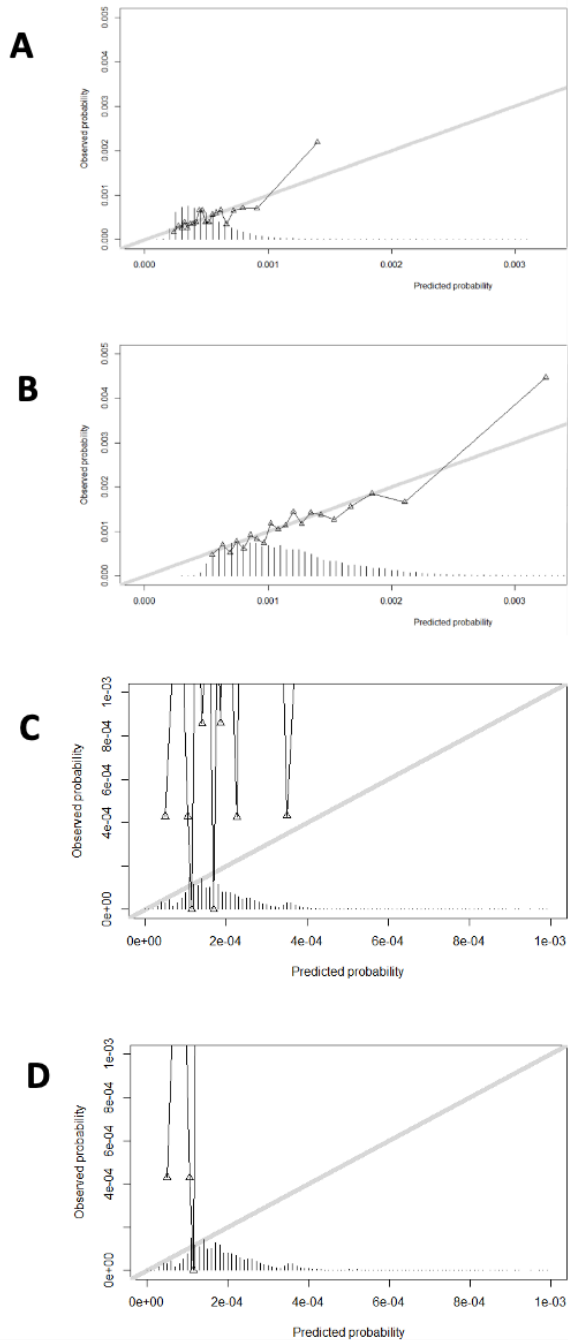 A
Observed probability
0.005
0.004
0.003
0.002
0.001
0.000
0.000 0.001 0.002 0.003
Predicted probability
B
Observed probability
0.005
0.004
0.003
0.002
0.001
0.000
0.000 0.001 0.002 0.003
Predicted probability
C
Observed probability
1e-03
8e-04
6e-04
4e-04
0e+00
0e+00 2e-04 4e-04 6e-04 8e-04 1e-03
Predicted probability
D
Observed probability
1e-03
8e-04
6e-04
4e-04
0e+00
0e+00 2e-04 4e-04 6e-04 8e-04 1e-03
Predicted probability